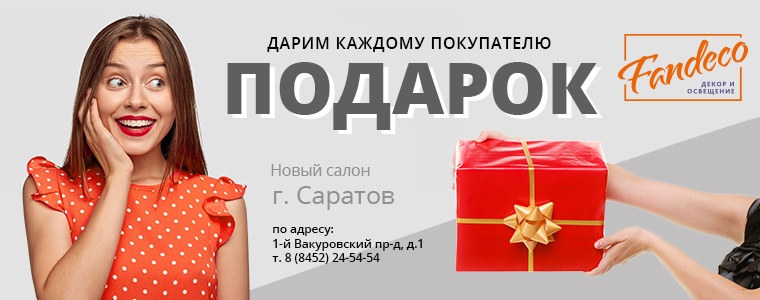 ДАРИМ КАЖДОМУ ПОКУПАТЕЛЮ
ПОДАРОК
Fandeco
ДЕКОР И
ОСВЕЩЕНИЕ
Новый салон
г. Саратов
по адресу:
1-й Вакуровский пр-д, д.1
т. 8 (8452) 24-54-54